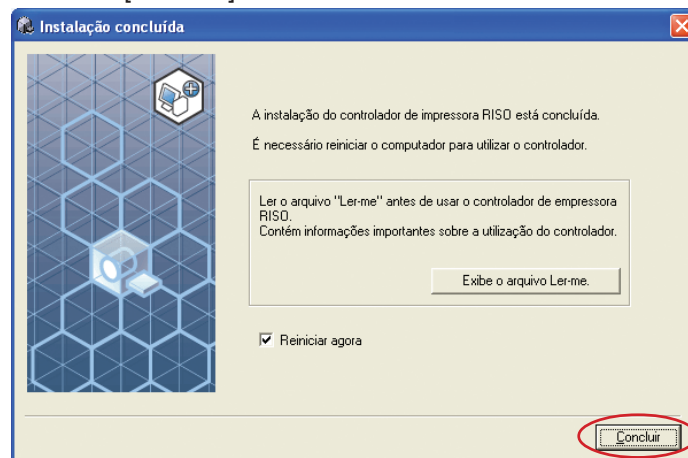 Instalação concluída
A instalação do controlador de impressora RISO está concluída.
É necessário reiniciar o computador para utilizar o controlador.
Ler o arquivo "Ler-me" antes de usar o controlador de empressora
RISO.
Contém informações importantes sobre a utilização do controlador.
Exibe o arquivo Ler-me.
Reiniciar agora
Concluir